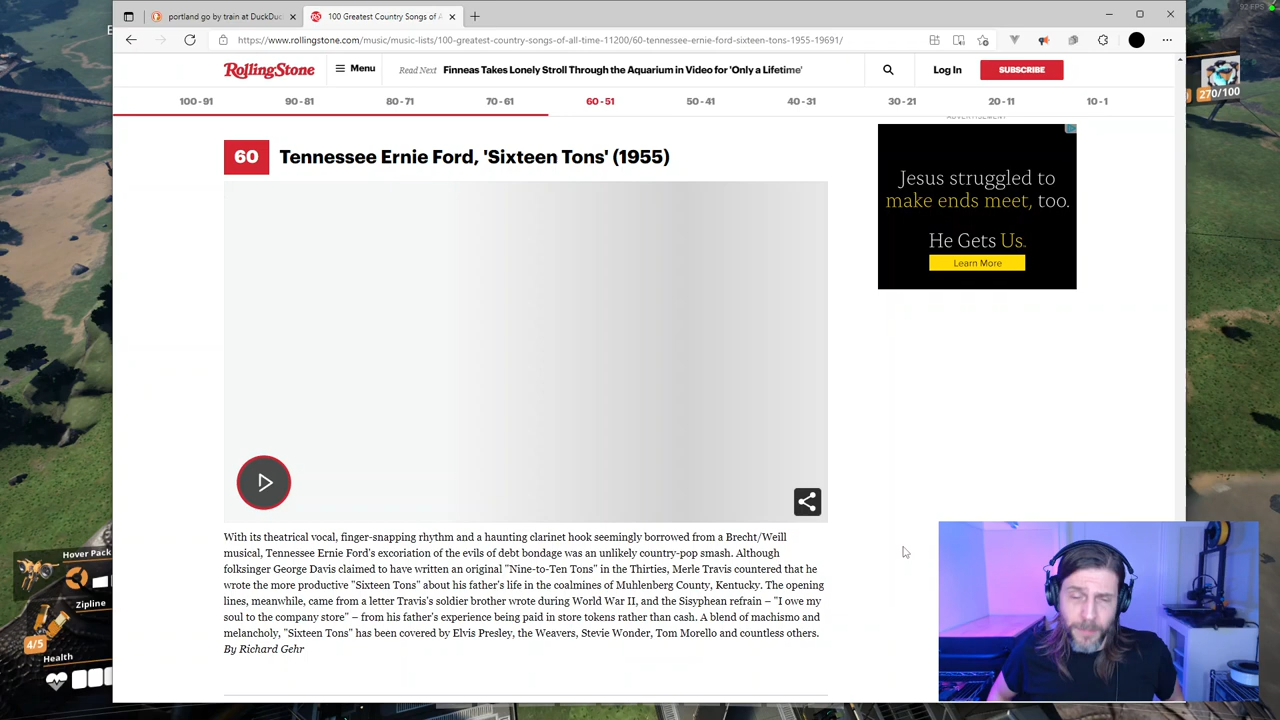 92 FPS
portland go by train at DuckDuc
100 Greatest Country Songs of A
https://www.rollingstone.com/music/music-lists/100-greatest-country-songs-of-all-time-11200/60-tennessee-ernie-ford-sixteen-tons-1955-19691/
RollingStone
Menu
Read Next
Finneas Takes Lonely Stroll Through the Aquarium in Video for 'Only a Lifetime'
Log In
SUBSCRIBE
270/100
100 - 91
90 - 81
80 - 71
70 - 61
60 - 51
50 - 41
40 - 31
30 - 21
20 - 11
10 - 1
ADVERTISEMENT
60
Tennessee Ernie Ford, 'Sixteen Tons' (1955)
Jesus struggled to
make ends meet, too.
He Gets Us.
Learn More
With its theatrical vocal, finger-snapping rhythm and a haunting clarinet hook seemingly borrowed from a Brecht/Weill
musical, Tennessee Ernie Ford's excoriation of the evils of debt bondage was an unlikely country-pop smash. Although
folksinger George Davis claimed to have written an original "Nine-to-Ten Tons" in the Thirties, Merle Travis countered that he
wrote the more productive "Sixteen Tons" about his father's life in the coalmines of Muhlenberg County, Kentucky. The opening
lines, meanwhile, came from a letter Travis's soldier brother wrote during World War II, and the Sisyphean refrain – "I owe my
soul to the company store" – from his father's experience being paid in store tokens rather than cash. A blend of machismo and
melancholy, "Sixteen Tons" has been covered by Elvis Presley, the Weavers, Stevie Wonder, Tom Morello and countless others.
By Richard Gehr
Hover Pack
Zipline
4/5
Health